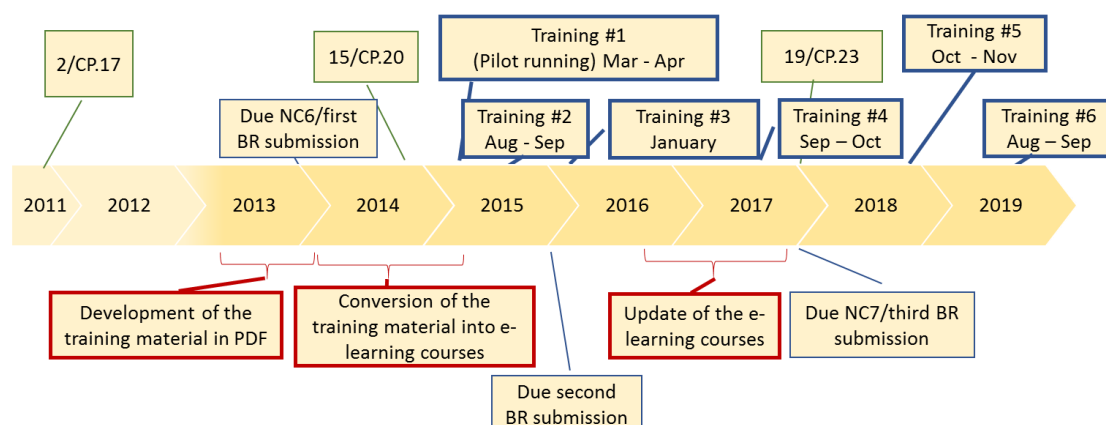 2/CP.17
15/CP.20
Training #1
(Pilot running) Mar - Apr
19/CP.23
Training #5
Oct - Nov
Due NC6/first
BR submission
Training #2
Aug - Sep
Training #3
January
Training #4
Sep – Oct
Training #6
Aug – Sep
2011
2012
2013
2014
2015
2016
2017
2018
2019
Development of the
training material in PDF
Conversion of the
training material into e-
learning courses
Update of the e-
learning courses
Due NC7/third BR
submission
Due second
BR submission